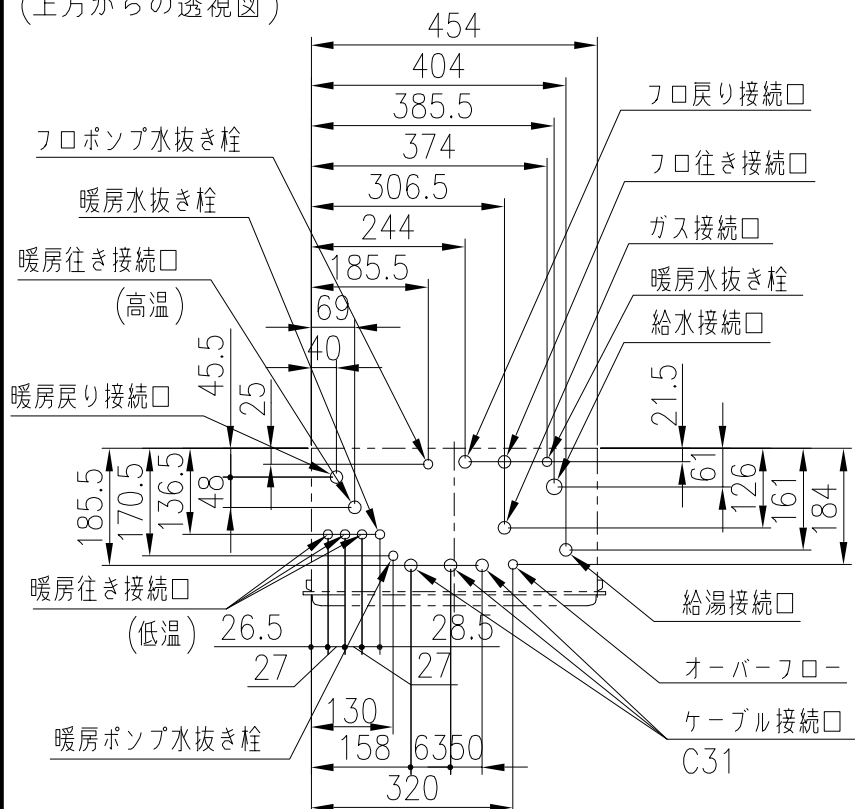 (上方からの透視図)
454
404
385.5
374
306.5
244
185.5
69
40
フロ戻り接続口
フロ往き接続口
ガス接続口
暖房水抜き栓
給水接続口
フロポンプ水抜き栓
暖房水抜き栓
暖房往き接続口
(高温)
暖房戻り接続口
45.5
25
48
136.5
170.5
185.5
21.5
61
126
161
184
暖房往き接続口
(低温)
26.5
27
28.5
27
給湯接続口
オーバーフロー
ケーブル接続口
C31
暖房ポンプ水抜き栓
130
158
63
50
320